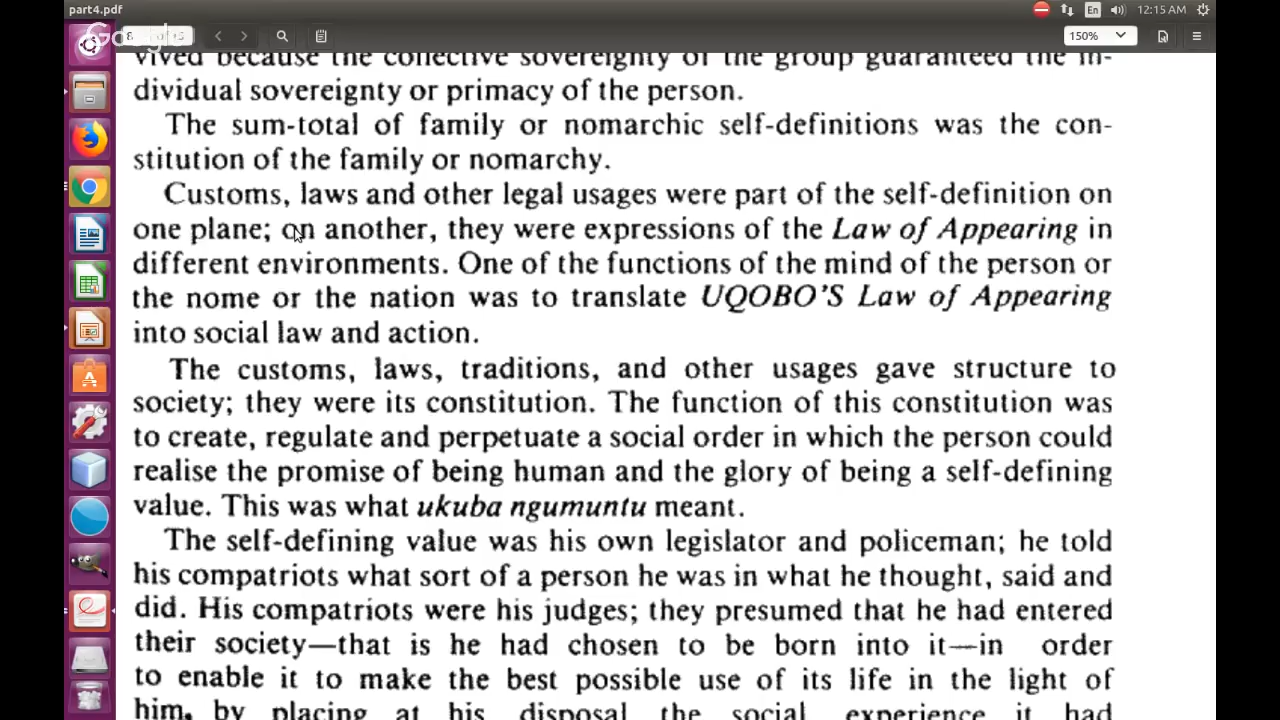 part4.pdf
En
12:15 AM
Google
8
150%
vived because the collective sovereignty of the group guaranteed the in-
dividual sovereignty or primacy of the person.
The sum-total of family or nomarchic self-definitions was the con-
stitution of the family or nomarchy.
Customs, laws and other legal usages were part of the self-definition on
one plane; on another, they were expressions of the Law of Appearing in
different environments. One of the functions of the mind of the person or
the nome or the nation was to translate UQOBO'S Law of Appearing
into social law and action.
The customs, laws, traditions, and other usages gave structure to
society; they were its constitution. The function of this constitution was
to create, regulate and perpetuate a social order in which the person could
realise the promise of being human and the glory of being a self-defining
value. This was what ukuba ngumuntu meant.
The self-defining value was his own legislator and policeman; he told
his compatriots what sort of a person he was in what he thought, said and
did. His compatriots were his judges; they presumed that he had entered
their society—that is he had chosen to be born into it—in order
to enable it to make the best possible use of its life in the light of
him, by placing at his disposal the social experience it had